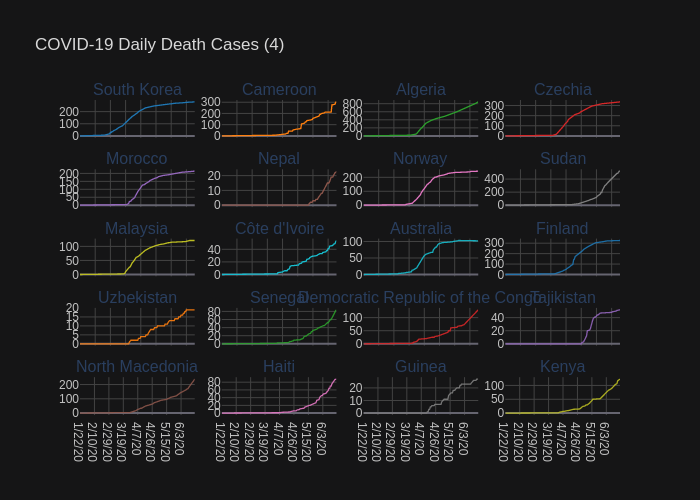 COVID-19 Daily Death Cases (4)
South Korea Cameroon Algeria Czechia
200 100 0
300 200 100 0
800 600 400 200 0
300 200 100 0
Morocco Nepal Norway Sudan
200 150 100 50 0
20 10 0
200 100 0
400 200 0
Malaysia Côte d'Ivoire Australia Finland
100 50 0
40 20 0
100 50 0
300 200 100 0
Uzbekistan Senegal Democratic Republic of the Congo Tajikistan
20 15 10 5 0
80 60 40 20 0
100 50 0
40 20 0
North Macedonia Haiti Guinea Kenya
200 100 0
80 60 40 20 0
20 10 0
100 50 0
1/22/20 2/10/20 2/29/20 3/19/20 4/7/20 4/26/20 5/15/20 6/3/20
1/22/20 2/10/20 2/29/20 3/19/20 4/7/20 4/26/20 5/15/20 6/3/20
1/22/20 2/10/20 2/29/20 3/19/20 4/7/20 4/26/20 5/15/20 6/3/20
1/22/20 2/10/20 2/29/20 3/19/20 4/7/20 4/26/20 5/15/20 6/3/20